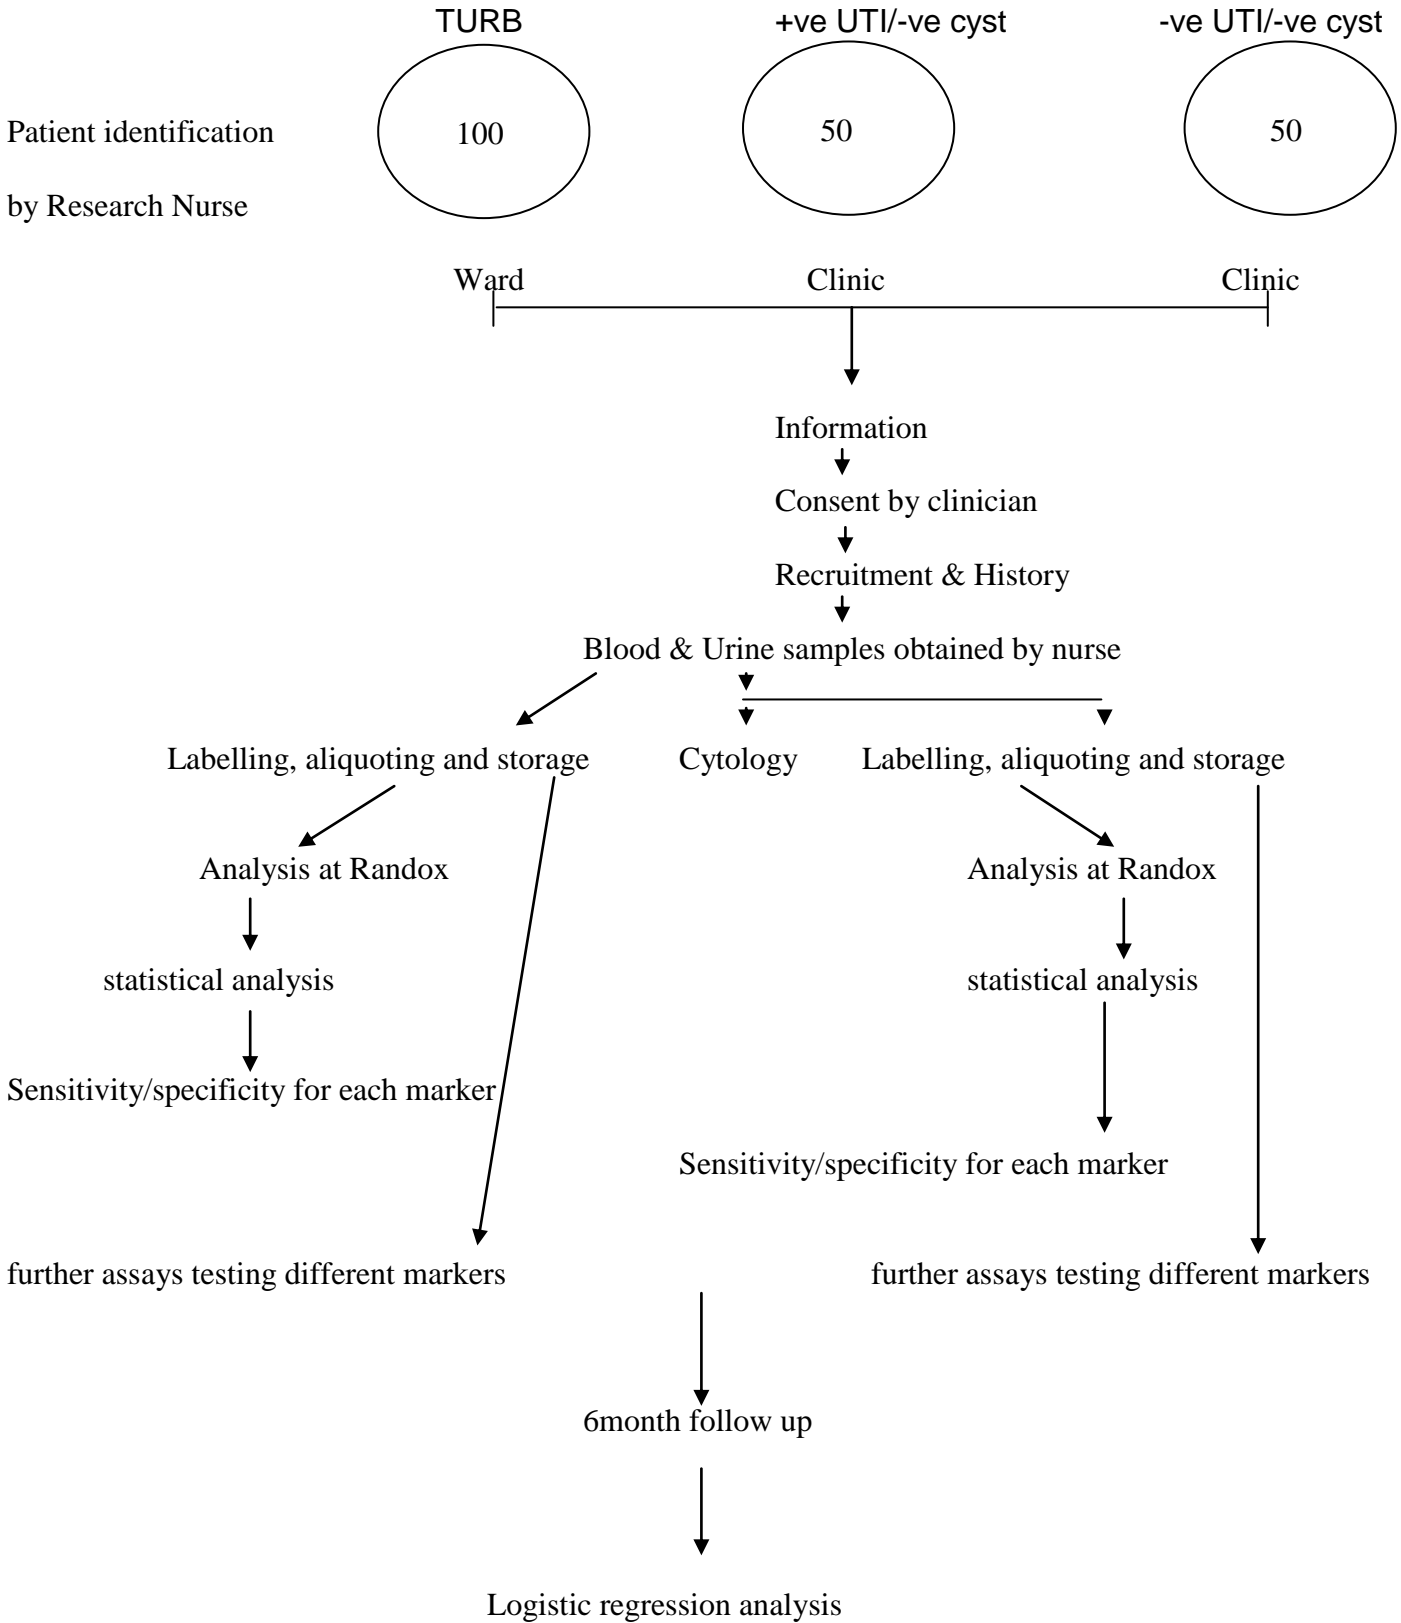 TURB +ve UTI/-ve cyst -ve UTI/-ve cyst
Patient identification 100 50 50
by Research Nurse
Ward Clinic Clinic
Information
Consent by clinician
Recruitment & History
Blood & Urine samples obtained by nurse
Labelling, aliquoting and storage Cytology Labelling, aliquoting and storage
Analysis at Randox Analysis at Randox
statistical analysis statistical analysis
Sensitivity/specificity for each marker
Sensitivity/specificity for each marker
further assays testing different markers further assays testing different markers
6month follow up
Logistic regression analysis